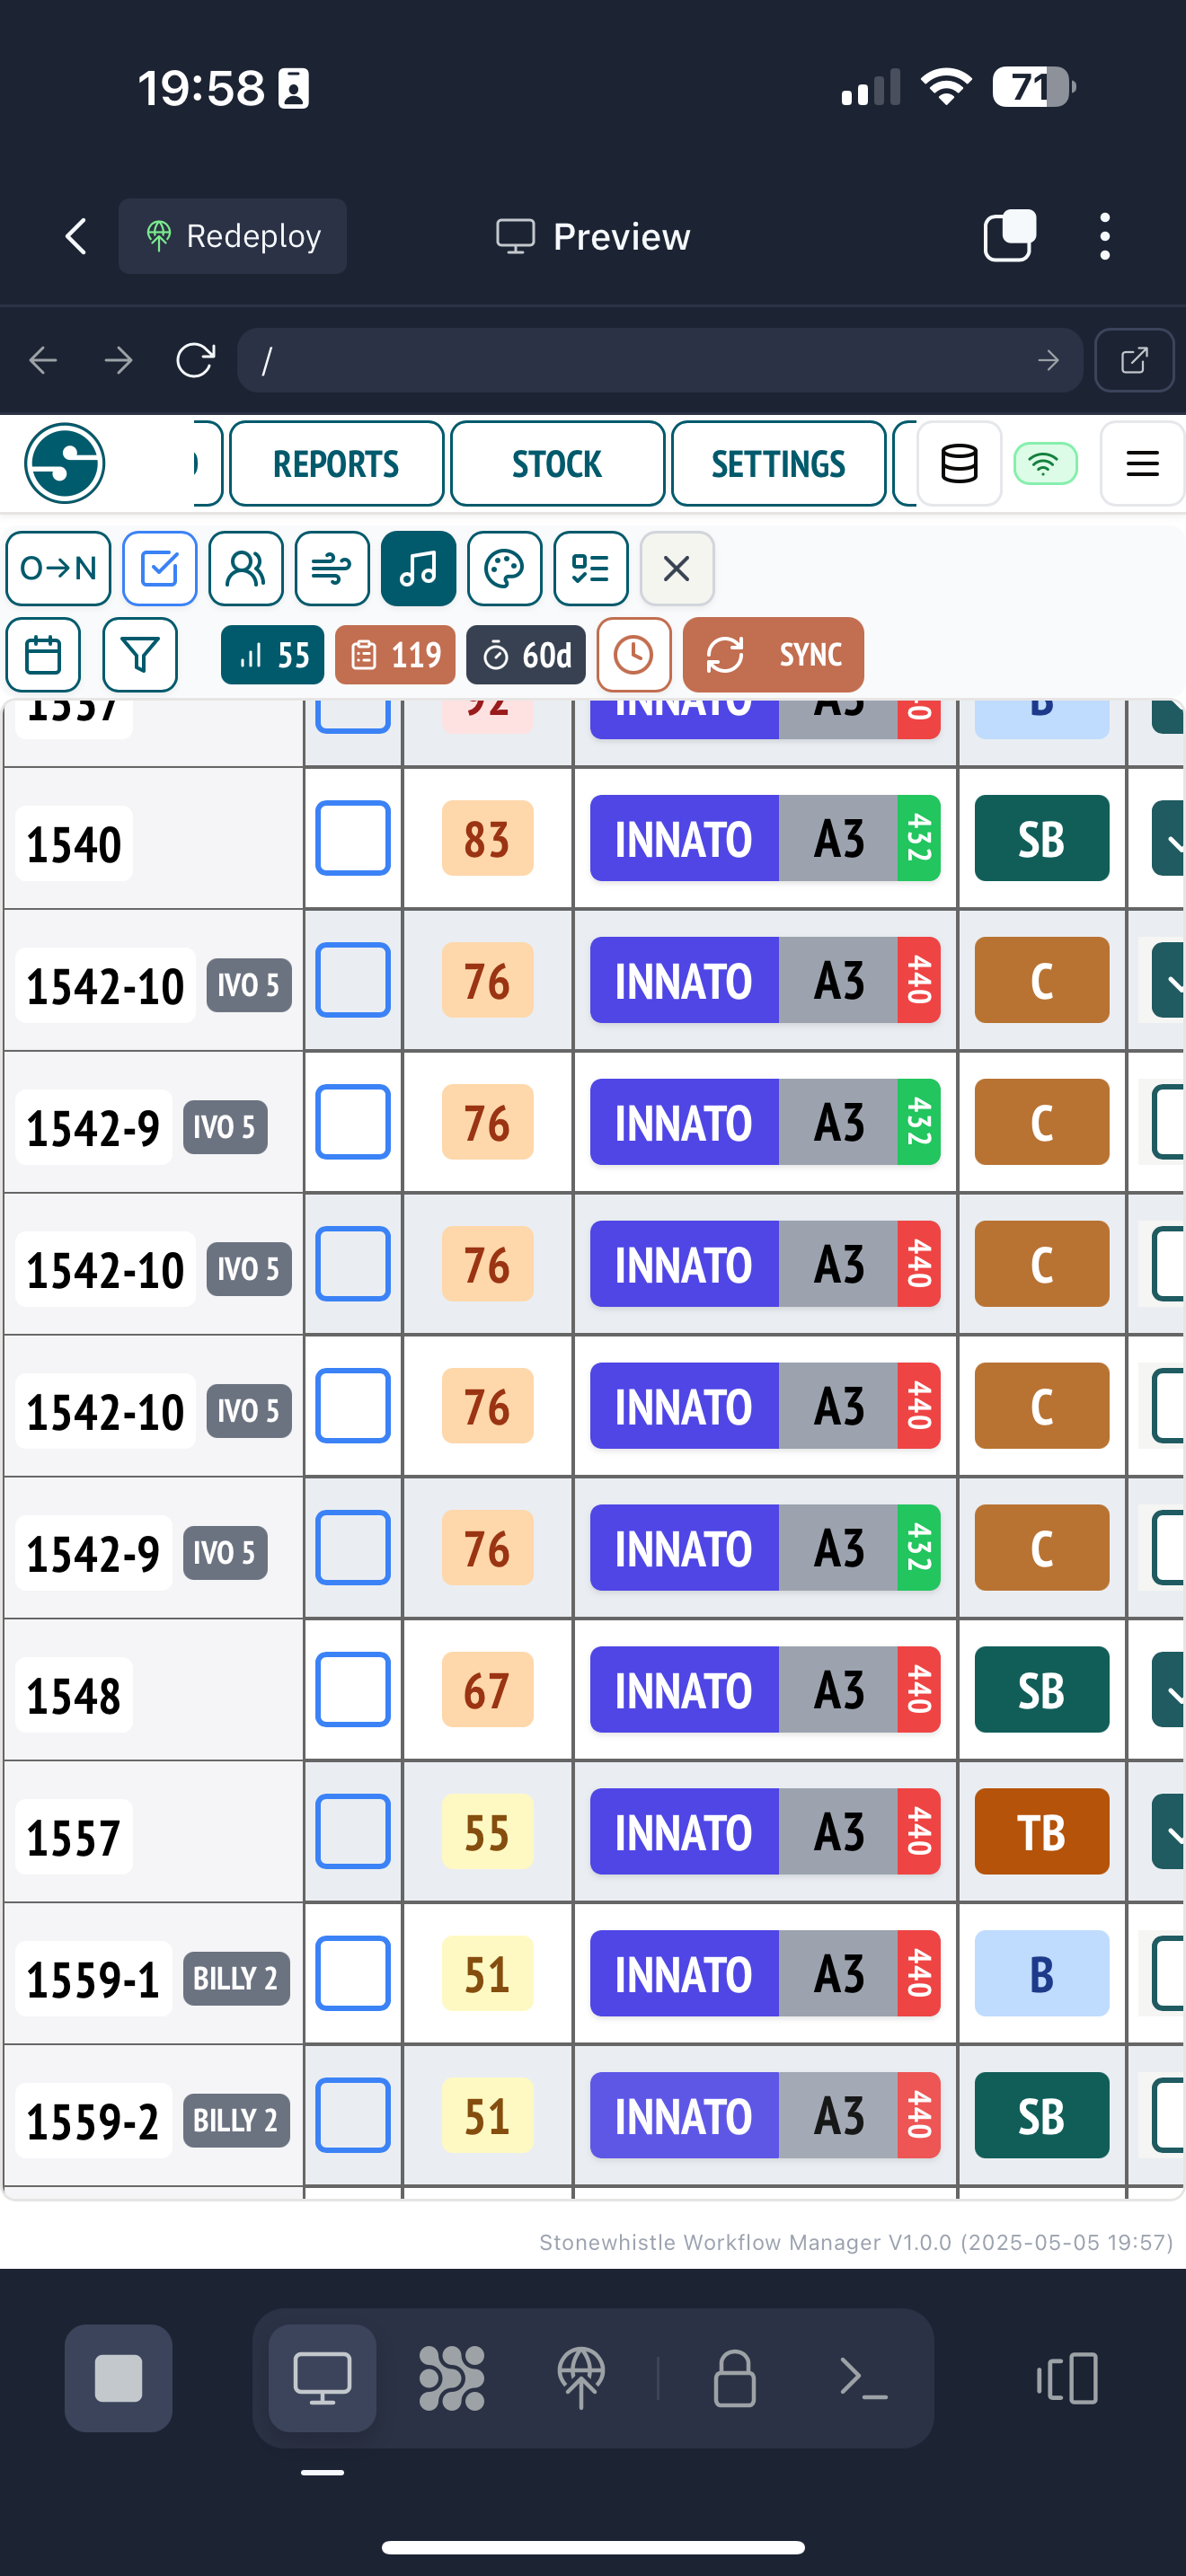 19:58 71
Redeploy Preview
/
REPORTS STOCK SETTINGS
O→N
55 119 60d SYNC
1537 92 INNATO A3 B
1540 83 INNATO A3 432 SB
1542-10 IVO 5 76 INNATO A3 440 C
1542-9 IVO 5 76 INNATO A3 432 C
1542-10 IVO 5 76 INNATO A3 440 C
1542-10 IVO 5 76 INNATO A3 440 C
1542-9 IVO 5 76 INNATO A3 432 C
1548 67 INNATO A3 440 SB
1557 55 INNATO A3 440 TB
1559-1 BILLY 2 51 INNATO A3 440 B
1559-2 BILLY 2 51 INNATO A3 440 SB
Stonewhistle Workflow Manager V1.0.0 (2025-05-05 19:57)